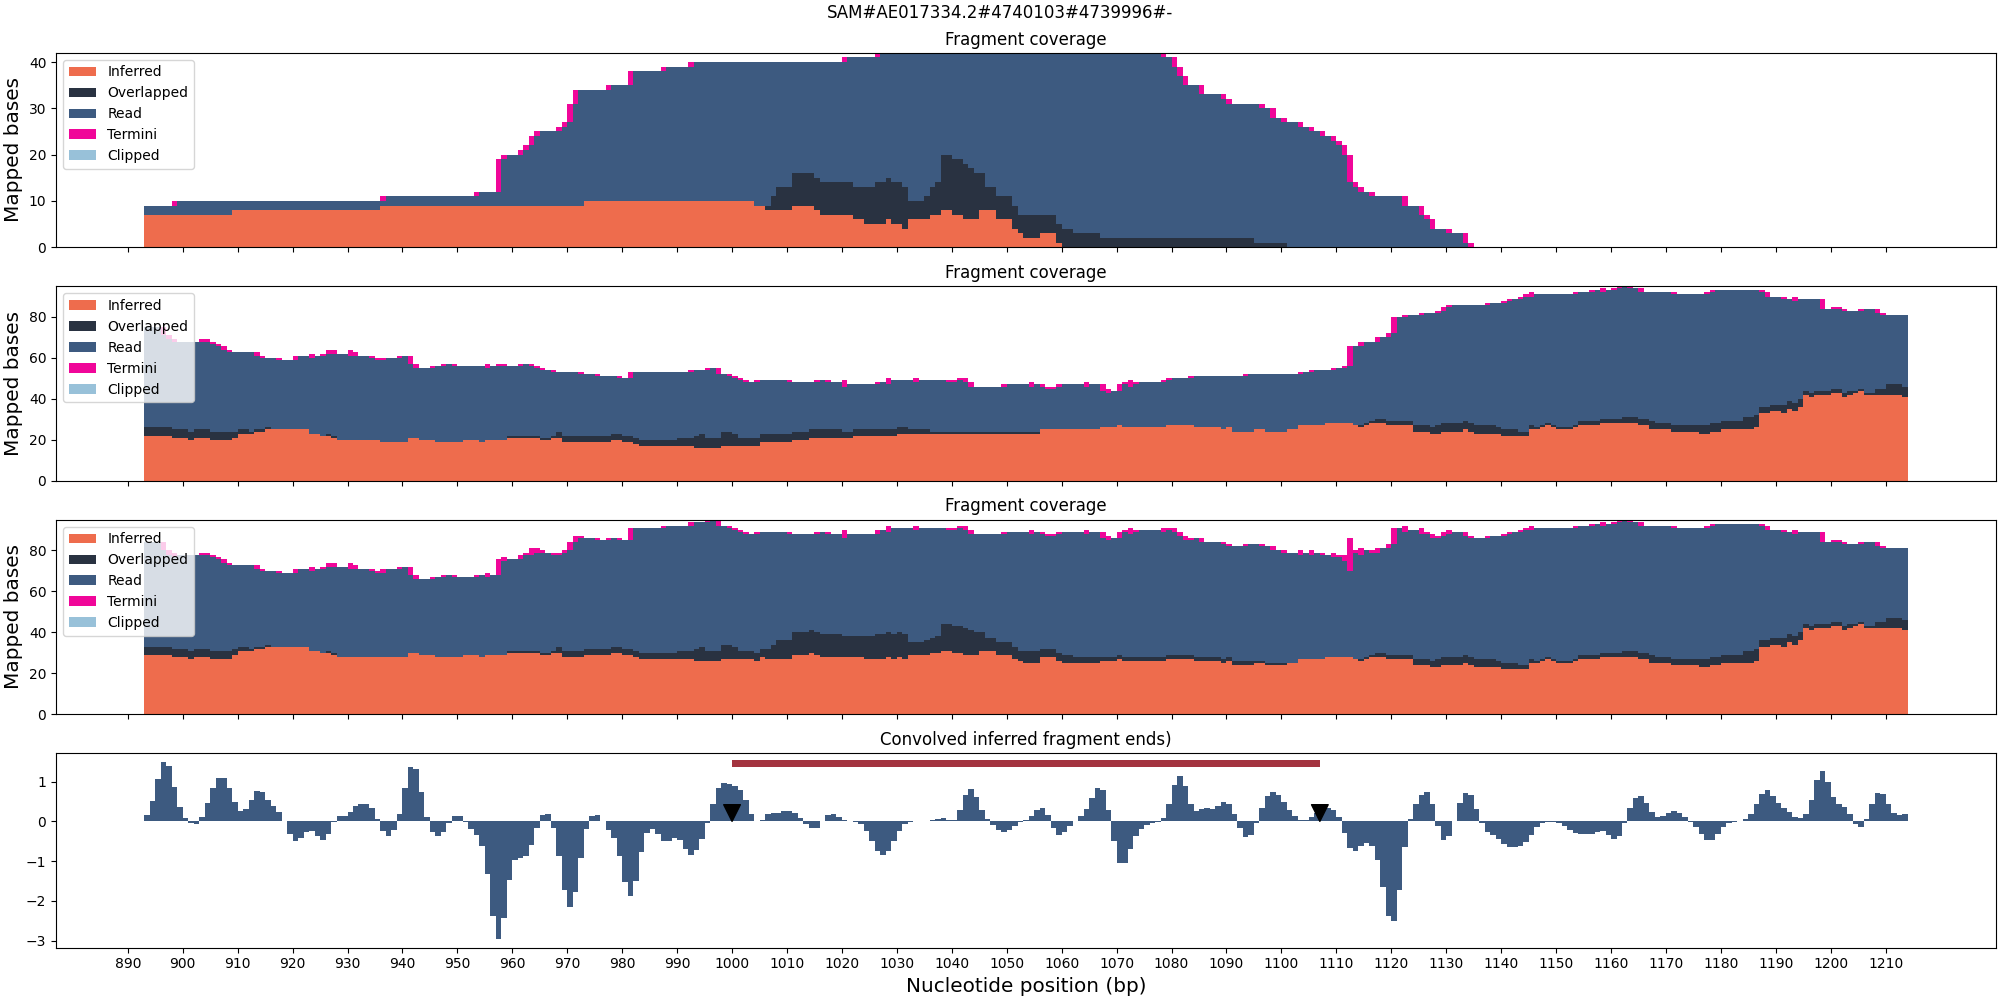 SAM#AE017334.2#4740103#4739996#-
Fragment coverage
Mapped bases
40
30
20
10
0
Inferred
Overlapped
Read
Termini
Clipped
Fragment coverage
Mapped bases
80
60
40
20
0
Inferred
Overlapped
Read
Termini
Clipped
Fragment coverage
Mapped bases
80
60
40
20
0
Inferred
Overlapped
Read
Termini
Clipped
Convolved inferred fragment ends)
1
0
−1
−2
−3
890 900 910 920 930 940 950 960 970 980 990 1000 1010 1020 1030 1040 1050 1060 1070 1080 1090 1100 1110 1120 1130 1140 1150 1160 1170 1180 1190 1200 1210
Nucleotide position (bp)